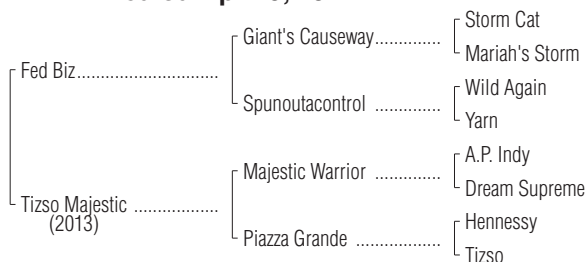 Storm Cat
Giant's Causeway..............
Mariah's Storm
Fed Biz..............................
Wild Again
Spunoutacontrol ..............
Yarn
A.P. Indy
Majestic Warrior ..............
Dream Supreme
Tizso Majestic ..................
(2013)
Hennessy
Piazza Grande ..................
Tizso